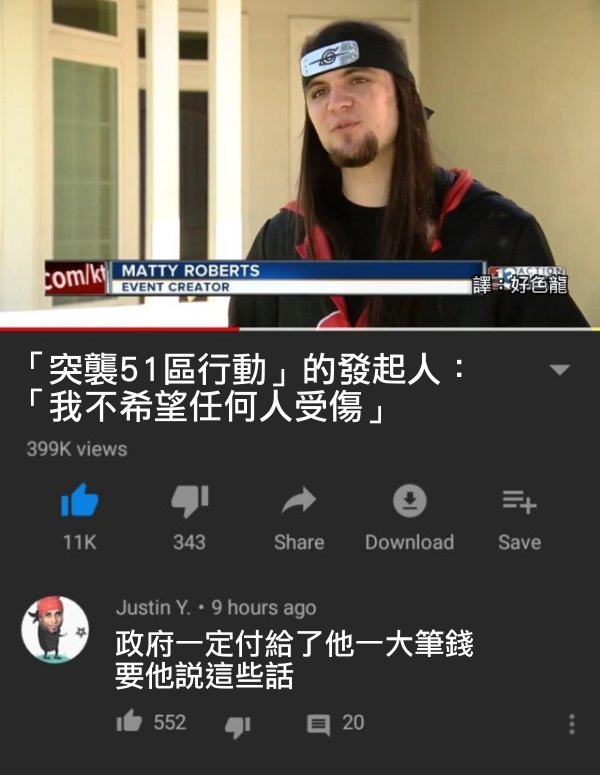 com/kt
MATTY ROBERTS
EVENT CREATOR
13 ACTION
譯：好色龍
「突襲51區行動」的發起人：
「我不希望任何人受傷」
399K views
11K
343
Share
Download
Save
Justin Y. • 9 hours ago
政府一定付給了他一大筆錢
要他說這些話
552
20